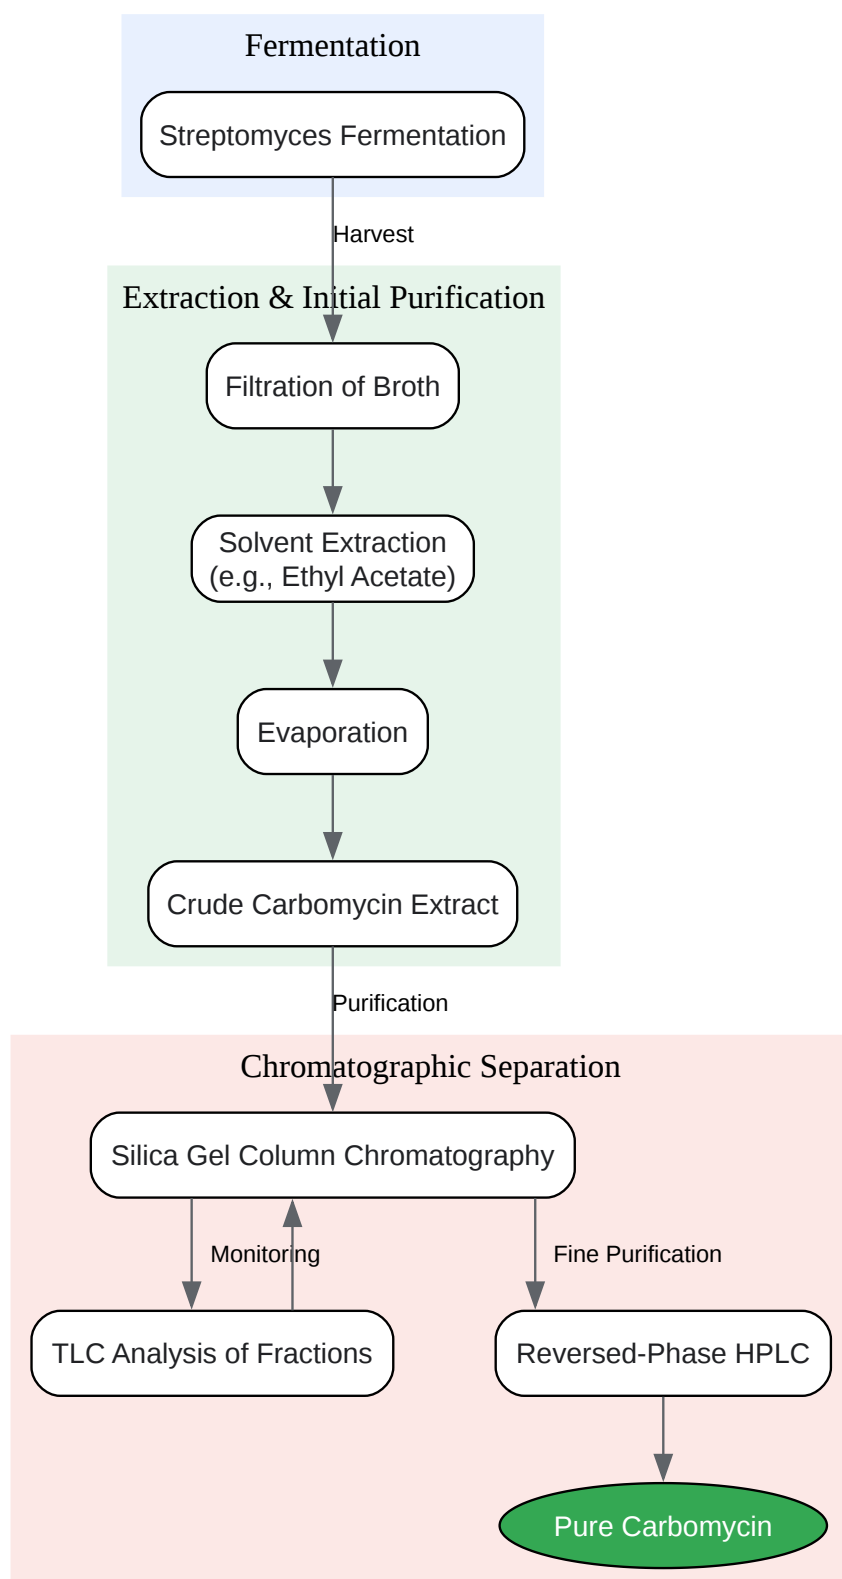 Fermentation
Streptomyces Fermentation
Harvest
Extraction & Initial Purification
Filtration of Broth
Solvent Extraction
(e.g., Ethyl Acetate)
Evaporation
Crude Carbomycin Extract
Purification
Chromatographic Separation
Silica Gel Column Chromatography
Monitoring
Fine Purification
TLC Analysis of Fractions
Reversed-Phase HPLC
Pure Carbomycin